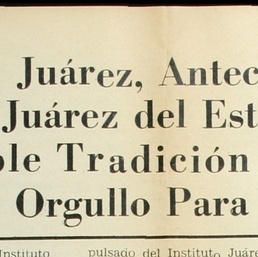 Juárez, Antec
Juárez del Est
ble Tradición
Orgullo Para
Instituto pulsado del Instituto Juáre